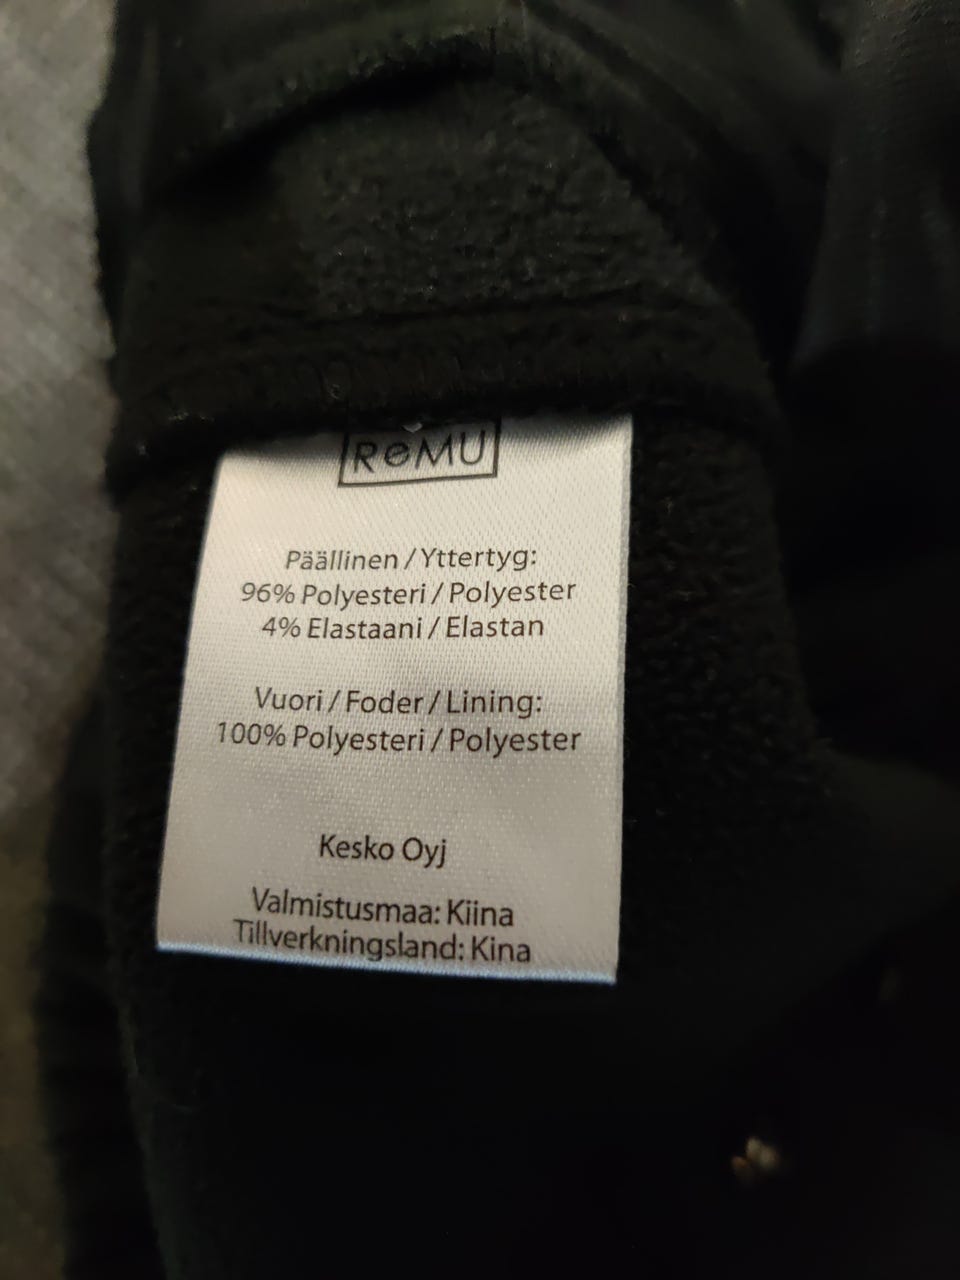 ReMU
Päällinen / Yttertyg:
96% Polyesteri / Polyester
4% Elastaani / Elastan
Vuori / Foder / Lining:
100% Polyesteri / Polyester
Kesko Oyj
Valmistusmaa: Kiina
Tillverkningsland: Kina